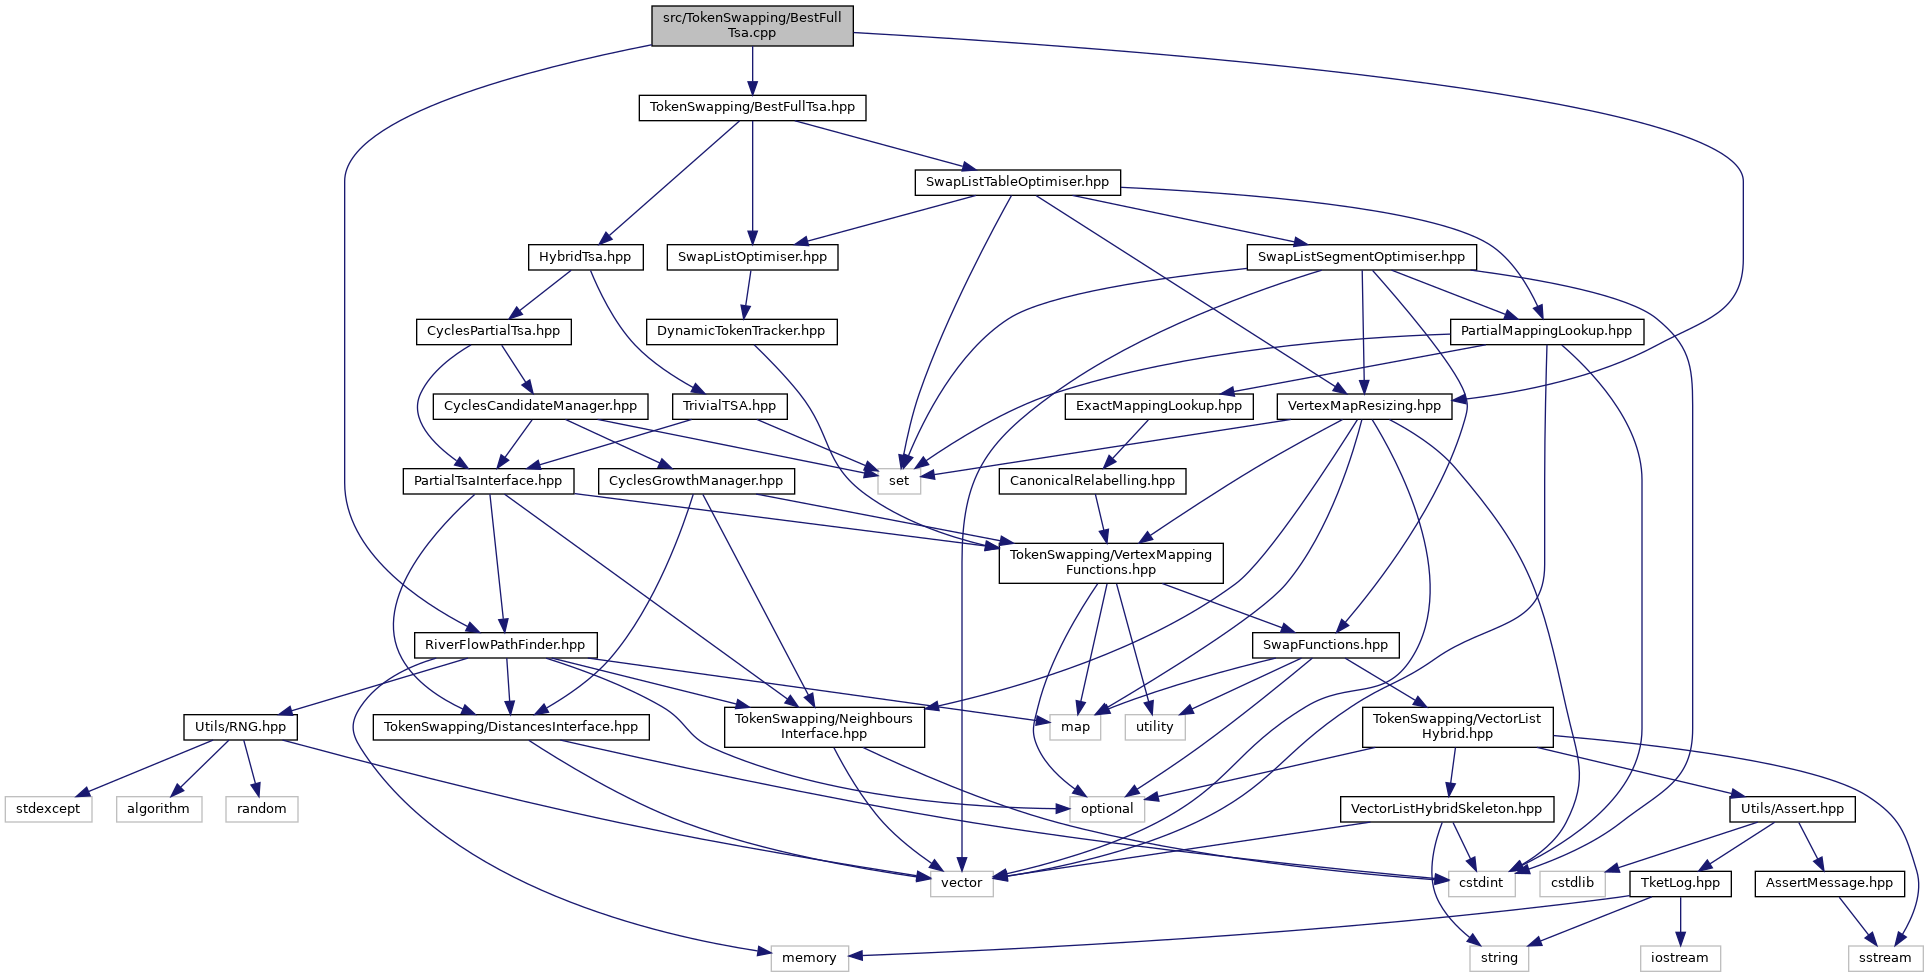 src/TokenSwapping/BestFull
Tsa.cpp
TokenSwapping/BestFullTsa.hpp
SwapListTableOptimiser.hpp
HybridTsa.hpp
SwapListOptimiser.hpp
SwapListSegmentOptimiser.hpp
CyclesPartialTsa.hpp
DynamicTokenTracker.hpp
PartialMappingLookup.hpp
CyclesCandidateManager.hpp
TrivialTSA.hpp
ExactMappingLookup.hpp
VertexMapResizing.hpp
PartialTsaInterface.hpp
CyclesGrowthManager.hpp
set
CanonicalRelabelling.hpp
TokenSwapping/VertexMapping
Functions.hpp
RiverFlowPathFinder.hpp
SwapFunctions.hpp
Utils/RNG.hpp
TokenSwapping/DistancesInterface.hpp
TokenSwapping/Neighbours
Interface.hpp
map
utility
TokenSwapping/VectorList
Hybrid.hpp
stdexcept
algorithm
random
optional
VectorListHybridSkeleton.hpp
Utils/Assert.hpp
vector
cstdint
cstdlib
TketLog.hpp
AssertMessage.hpp
memory
string
iostream
sstream